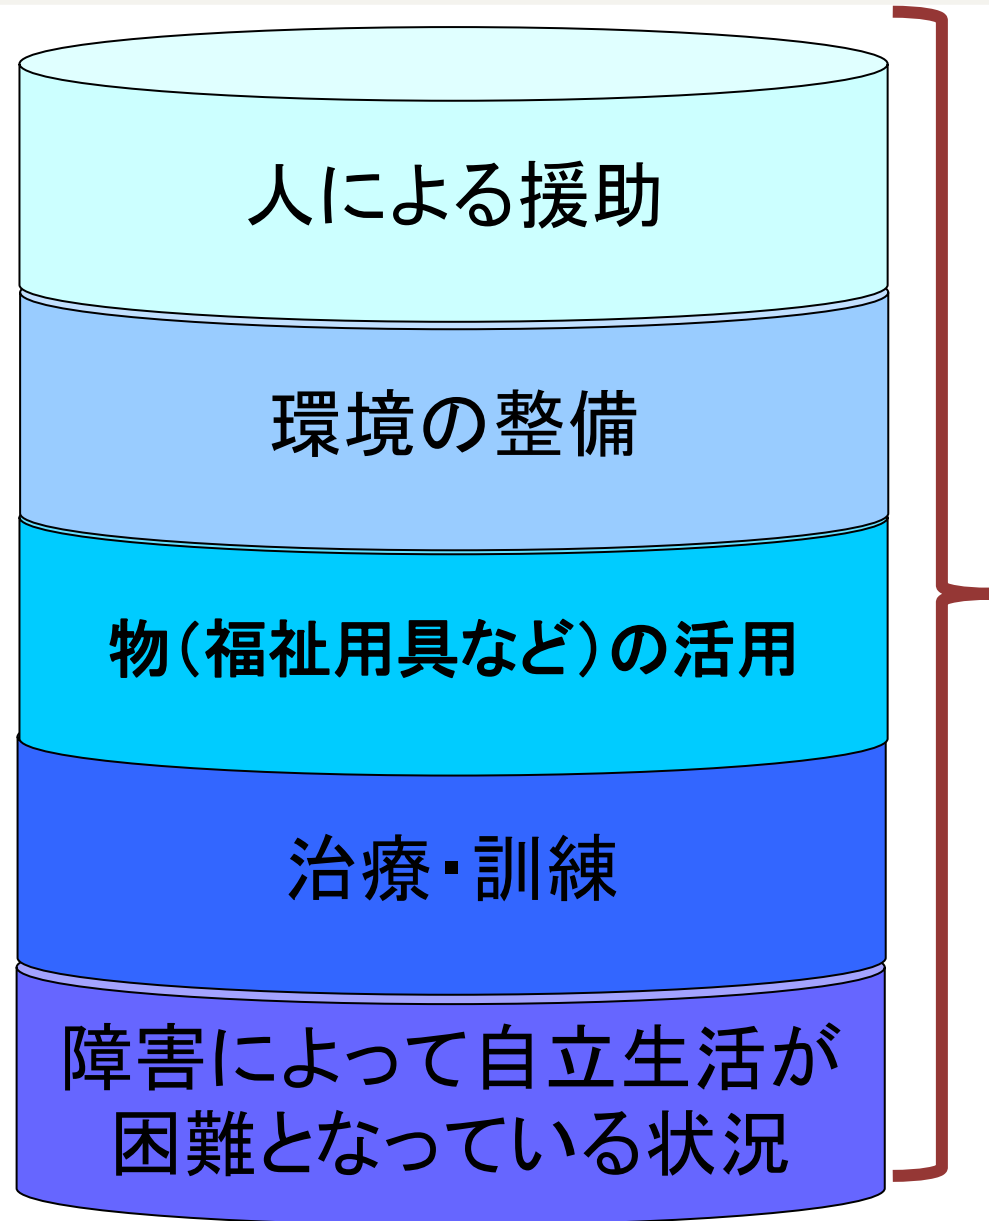 人による援助
環境の整備
物（福祉用具など）の活用
治療・訓練
障害によって自立生活が
困難となっている状況